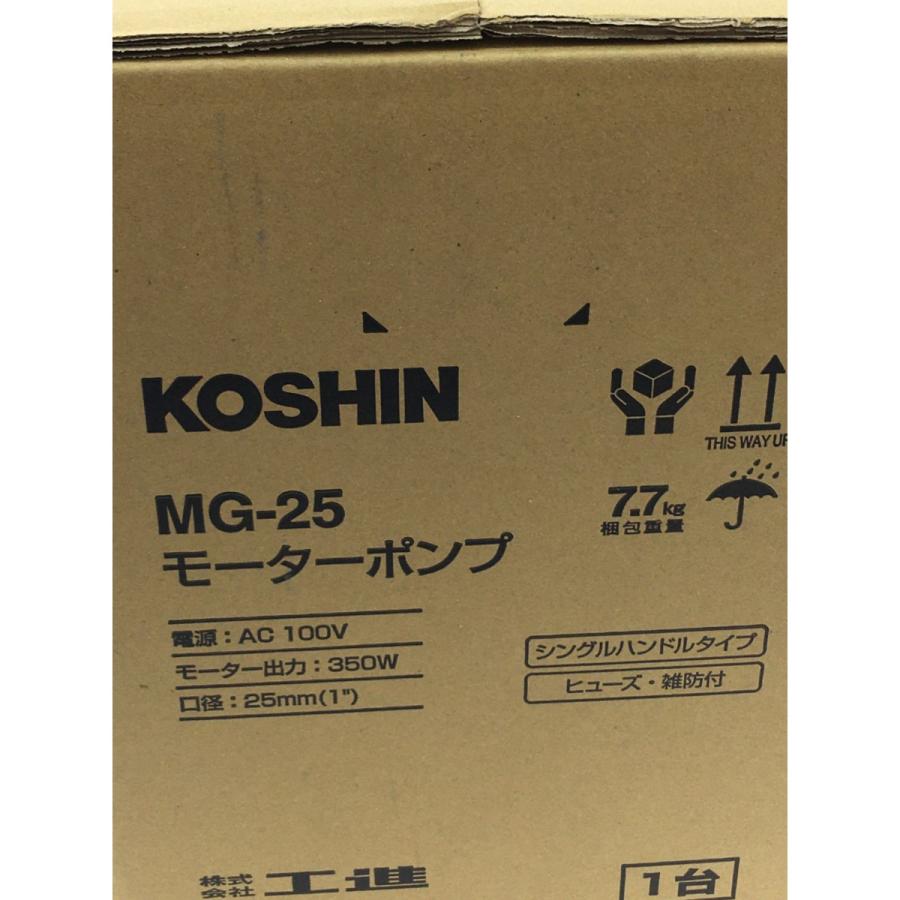 KOSHIN
THIS WAY UP
MG-25
モーターポンプ
7.7kg
梱包重量
電源：AC 100V
モーター出力：350W
口径：25mm(1")
シングルハンドルタイプ
ヒューズ・雑防付
株式会社 工進
1台